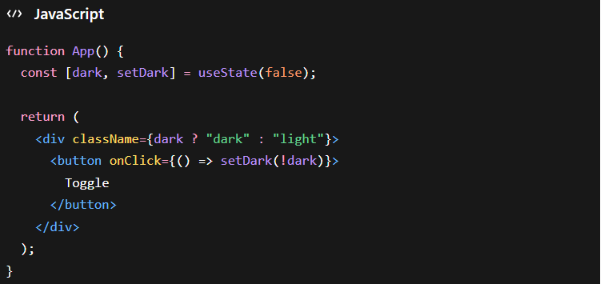 </> JavaScript
function App() {
  const [dark, setDark] = useState(false);

  return (
    <div className={dark ? "dark" : "light"}>
      <button onClick={() => setDark(!dark)}>
        Toggle
      </button>
    </div>
  );
}